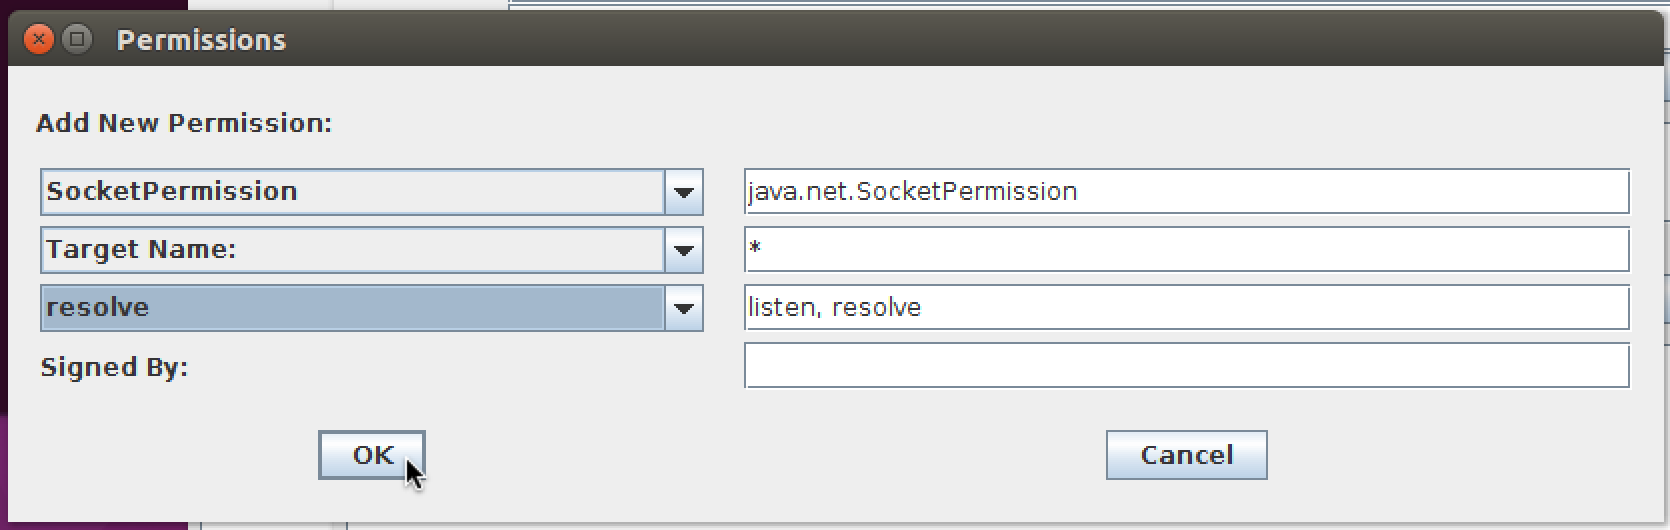 Permissions
Add New Permission:
SocketPermission java.net.SocketPermission
Target Name: *
resolve listen, resolve
Signed By:
OK Cancel